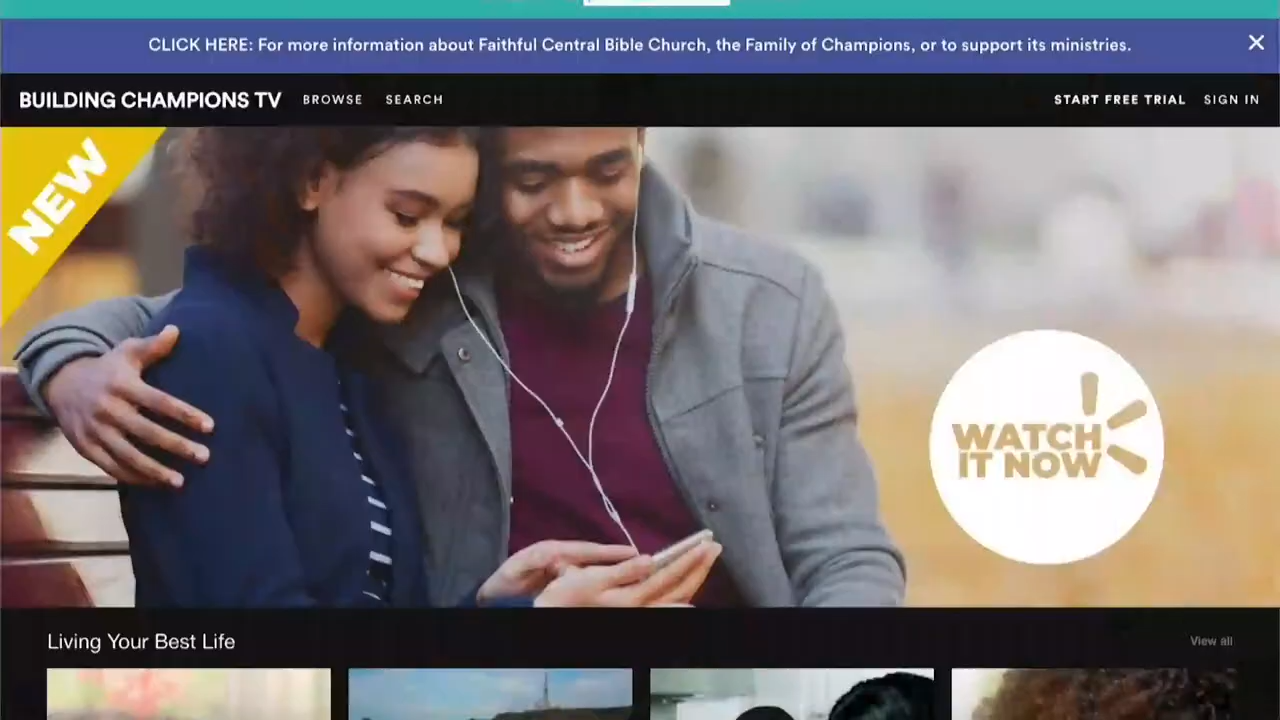 CLICK HERE: For more information about Faithful Central Bible Church, the Family of Champions, or to support its ministries.
BUILDING CHAMPIONS TV BROWSE SEARCH START FREE TRIAL SIGN IN
NEW
WATCH
IT NOW
Living Your Best Life View all